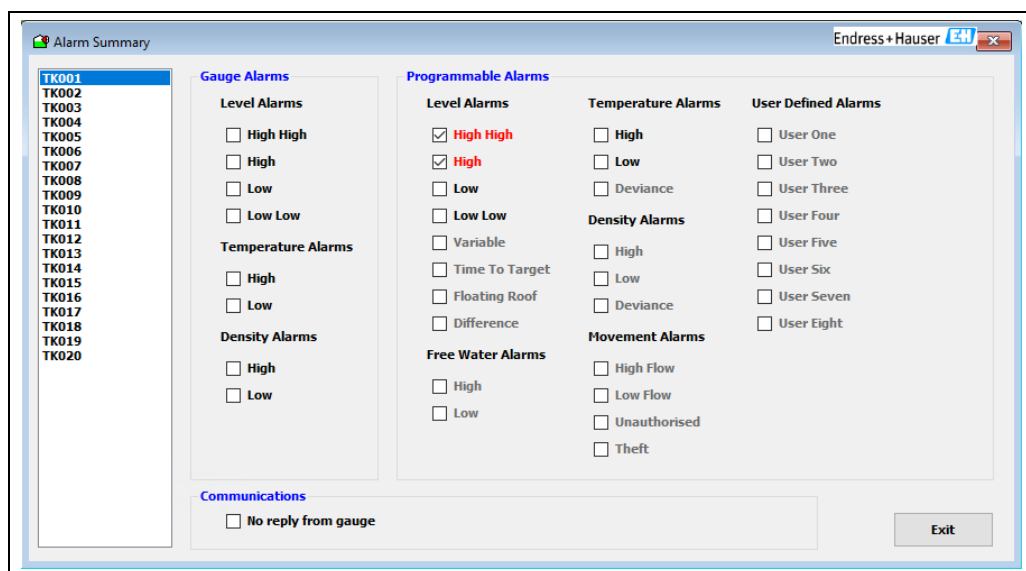 Alarm Summary
Endress+Hauser EH
TK001
TK002
TK003
TK004
TK005
TK006
TK007
TK008
TK009
TK010
TK011
TK012
TK013
TK014
TK015
TK016
TK017
TK018
TK019
TK020
Gauge Alarms
Level Alarms
High High
High
Low
Low Low
Temperature Alarms
High
Low
Density Alarms
High
Low
Programmable Alarms
Level Alarms
High High
High
Low
Low Low
Variable
Time To Target
Floating Roof
Difference
Free Water Alarms
High
Low
Temperature Alarms
High
Low
Deviance
Density Alarms
High
Low
Deviance
Movement Alarms
High Flow
Low Flow
Unauthorised
Theft
User Defined Alarms
User One
User Two
User Three
User Four
User Five
User Six
User Seven
User Eight
Communications
No reply from gauge
Exit